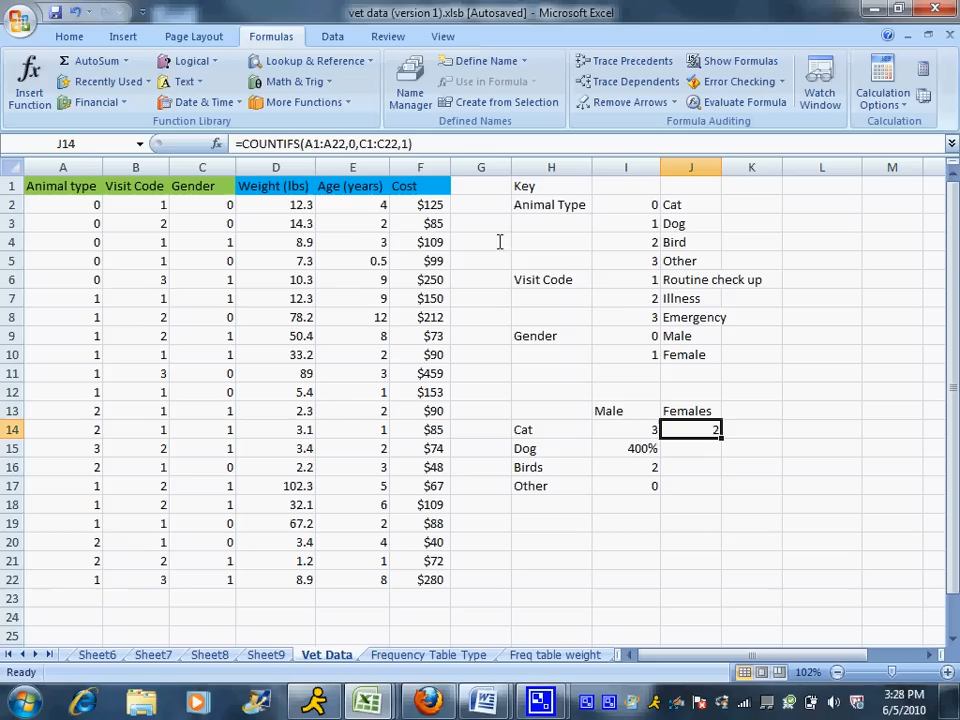 vet data (version 1).xlsb [Autosaved] - Microsoft Excel
Home Insert Page Layout Formulas Data Review View
AutoSum Logical Lookup & Reference Define Name Trace Precedents Show Formulas
Recently Used Text Math & Trig Use in Formula Trace Dependents Error Checking
Financial Date & Time More Functions Create from Selection Remove Arrows Evaluate Formula
Insert Function Name Manager Watch Window Calculation Options
Function Library Defined Names Formula Auditing Calculation
J14 fx =COUNTIFS(A1:A22,0,C1:C22,1)
A B C D E F G H I J K L M
1 Animal type Visit Code Gender Weight (lbs) Age (years) Cost Key
2 0 1 0 12.3 4 $125 Animal Type 0 Cat
3 0 2 0 14.3 2 $85 1 Dog
4 0 1 1 8.9 3 $109 2 Bird
5 0 1 0 7.3 0.5 $99 3 Other
6 0 3 1 10.3 9 $250 Visit Code 1 Routine check up
7 1 1 1 12.3 9 $150 2 Illness
8 1 2 0 78.2 12 $212 3 Emergency
9 1 2 1 50.4 8 $73 Gender 0 Male
10 1 1 1 33.2 2 $90 1 Female
11 1 3 0 89 3 $459
12 1 1 0 5.4 1 $153
13 2 1 1 2.3 2 $90 Male Females
14 2 1 1 3.1 1 $85 Cat 3 2
15 3 2 1 3.4 2 $74 Dog 400%
16 2 1 0 2.2 3 $48 Birds 2
17 1 2 1 102.3 5 $67 Other 0
18 1 2 1 32.1 6 $109
19 1 1 0 67.2 2 $88
20 2 1 0 3.4 4 $40
21 2 2 1 1.2 1 $72
22 1 3 1 8.9 8 $280
23
24
25
Sheet6 Sheet7 Sheet8 Sheet9 Vet Data Frequency Table Type Freq table weight
Ready 102%
3:28 PM
6/5/2010